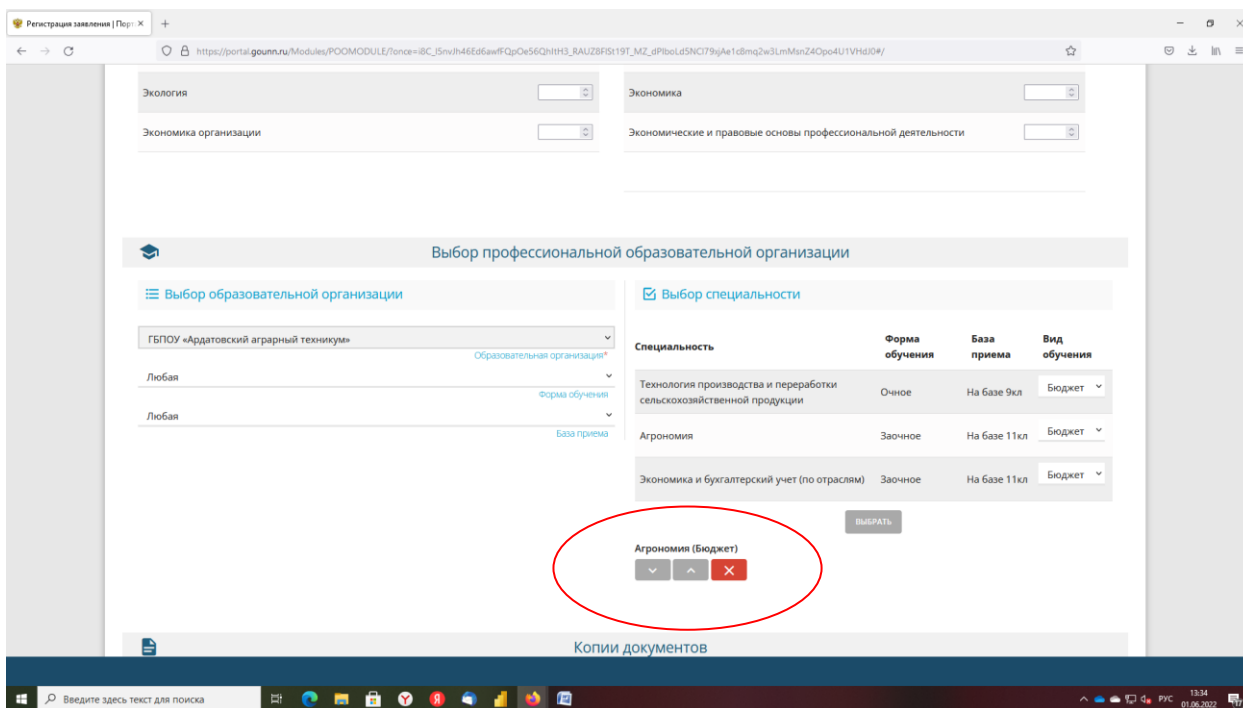 Регистрация заявления | Порт
https://portal.gounn.ru/Modules/POOMODULE/?once=
Экология
Экономика
Экономика организации
Экономические и правовые основы профессиональной деятельности
Выбор профессиональной образовательной организации
Выбор образовательной организации
Выбор специальности
ГБПОУ «Ардатовский аграрный техникум»
Образовательная организация*
Любая
Форма обучения
Любая
База приема
Специальность
Форма обучения
База приема
Вид обучения
Технология производства и переработки
сельскохозяйственной продукции
Очное
На базе 9кл
Бюджет
Агрономия
Заочное
На базе 11кл
Бюджет
Экономика и бухгалтерский учет (по отраслям)
Заочное
На базе 11кл
Бюджет
ВЫБРАТЬ
Агрономия (Бюджет)
Копии документов
Введите здесь текст для поиска
РУС
13:34
01.06.2022